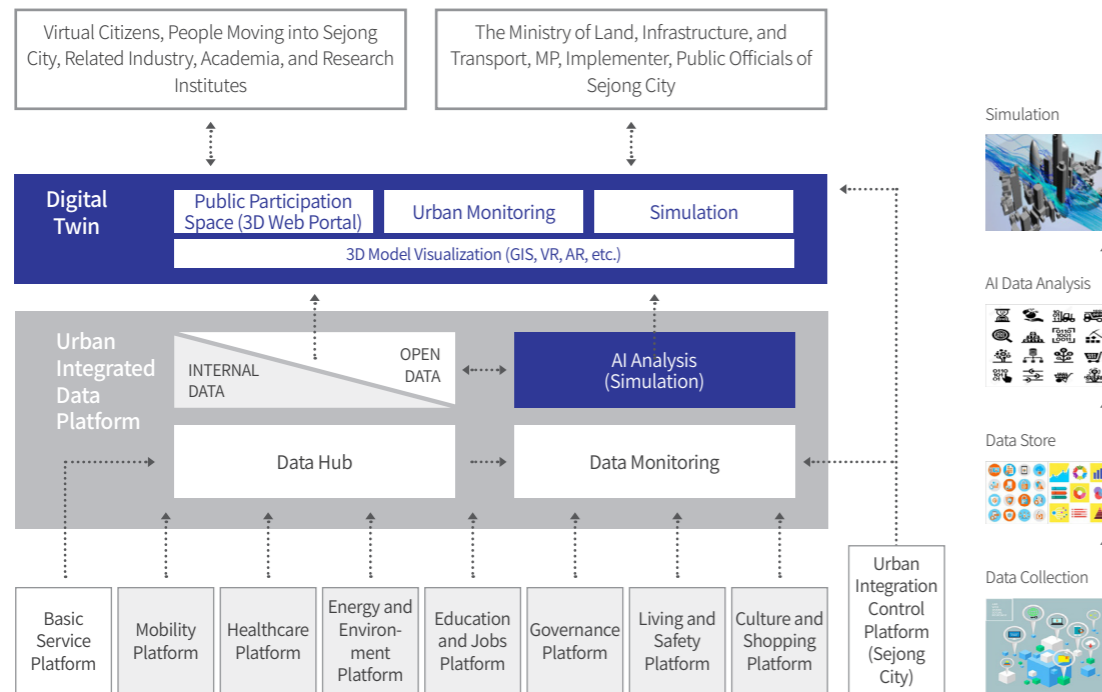 Virtual Citizens, People Moving into Sejong
City, Related Industry, Academia, and Research
Institutes
The Ministry of Land, Infrastructure, and
Transport, MP, Implementer, Public Officials of
Sejong City
Digital
Twin
Public Participation
Space (3D Web Portal)
Urban Monitoring
Simulation
3D Model Visualization (GIS, VR, AR, etc.)
Urban
Integrated
Data
Platform
INTERNAL
DATA
OPEN
DATA
AI Analysis
(Simulation)
Data Hub
Data Monitoring
Basic
Service
Platform
Mobility
Platform
Healthcare
Platform
Energy and
Environ-
ment
Platform
Education
and Jobs
Platform
Governance
Platform
Living and
Safety
Platform
Culture and
Shopping
Platform
Urban
Integration
Control
Platform
(Sejong
City)
Simulation
AI Data Analysis
Data Store
Data Collection